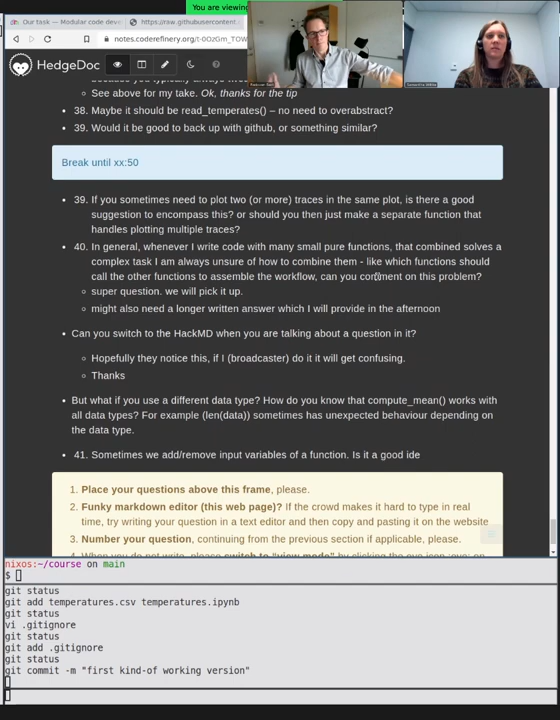 You are viewing
Our task — Modular code deve
https://raw.githubusercontent
notes.coderefinery.org/t-0OzGm_TOW
HedgeDoc
See above for my take. Ok, thanks for the tip
38. Maybe it should be read_temperates() – no need to overabstract?
39. Would it be good to back up with github, or something similar?
Break until xx:50
39. If you sometimes need to plot two (or more) traces in the same plot, is there a good
suggestion to encompass this? or should you then just make a separate function that
handles plotting multiple traces?
40. In general, whenever I write code with many small pure functions, that combined solves a
complex task I am always unsure of how to combine them - like which functions should
call the other functions to assemble the workflow, can you comment on this problem?
super question. we will pick it up.
might also need a longer written answer which I will provide in the afternoon
Can you switch to the HackMD when you are talking about a question in it?
Hopefully they notice this, if I (broadcaster) do it it will get confusing.
Thanks
But what if you use a different data type? How do you know that compute_mean() works with
all data types? For example (len(data)) sometimes has unexpected behaviour depending on
the data type.
41. Sometimes we add/remove input variables of a function. Is it a good ide
1. Place your questions above this frame, please.
2. Funky markdown editor (this web page)? If the crowd makes it hard to type in real
time, try writing your question in a text editor and then copy and pasting it on the website
3. Number your question, continuing from the previous section if applicable, please.
nixos:~/course on main
$
git status
git add temperatures.csv temperatures.ipynb
git status
vi .gitignore
git status
git add .gitignore
git status
git commit -m "first kind-of working version"